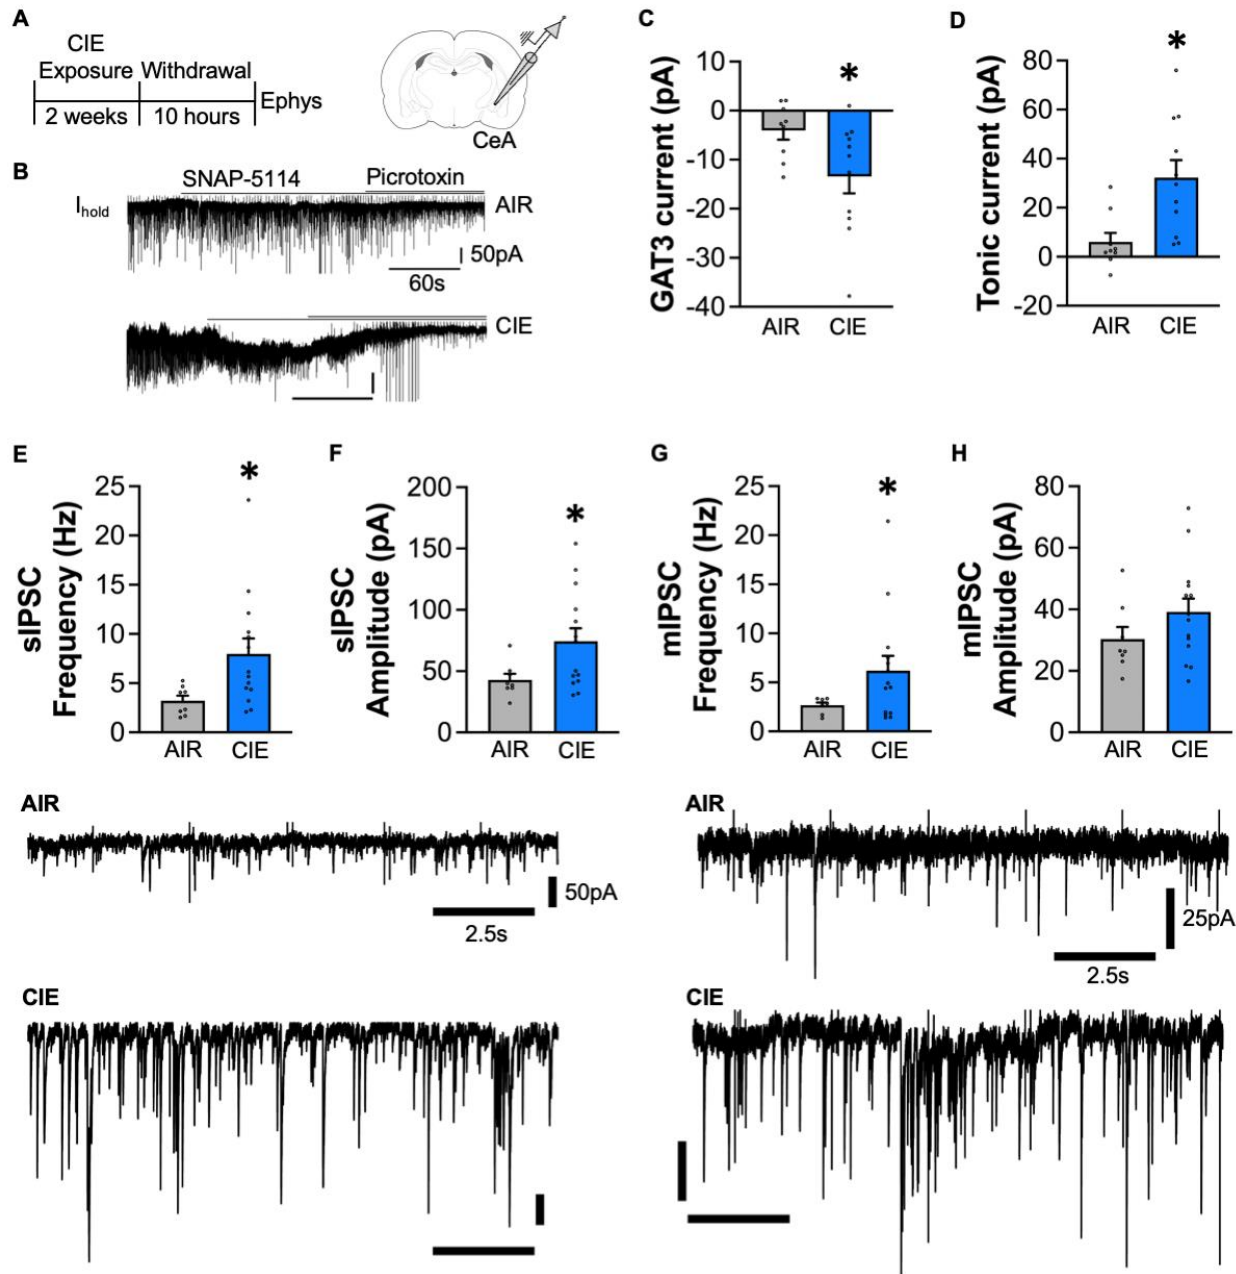 A
CIE
Exposure Withdrawal
2 weeks 10 hours
Ephys
CeA
B
SNAP-5114 Picrotoxin
Ihold
AIR
50pA
60s
CIE
C
GAT3 current (pA)
10
0
-10
-20
-30
-40
AIR CIE
*
D
Tonic current (pA)
80
60
40
20
0
-20
AIR CIE
*
E
sIPSC
Frequency (Hz)
25
20
15
10
5
0
AIR CIE
*
F
sIPSC
Amplitude (pA)
200
150
100
50
0
AIR CIE
*
G
mIPSC
Frequency (Hz)
25
20
15
10
5
0
AIR CIE
*
H
mIPSC
Amplitude (pA)
80
60
40
20
0
AIR CIE
AIR
50pA
2.5s
CIE
AIR
25pA
2.5s
CIE